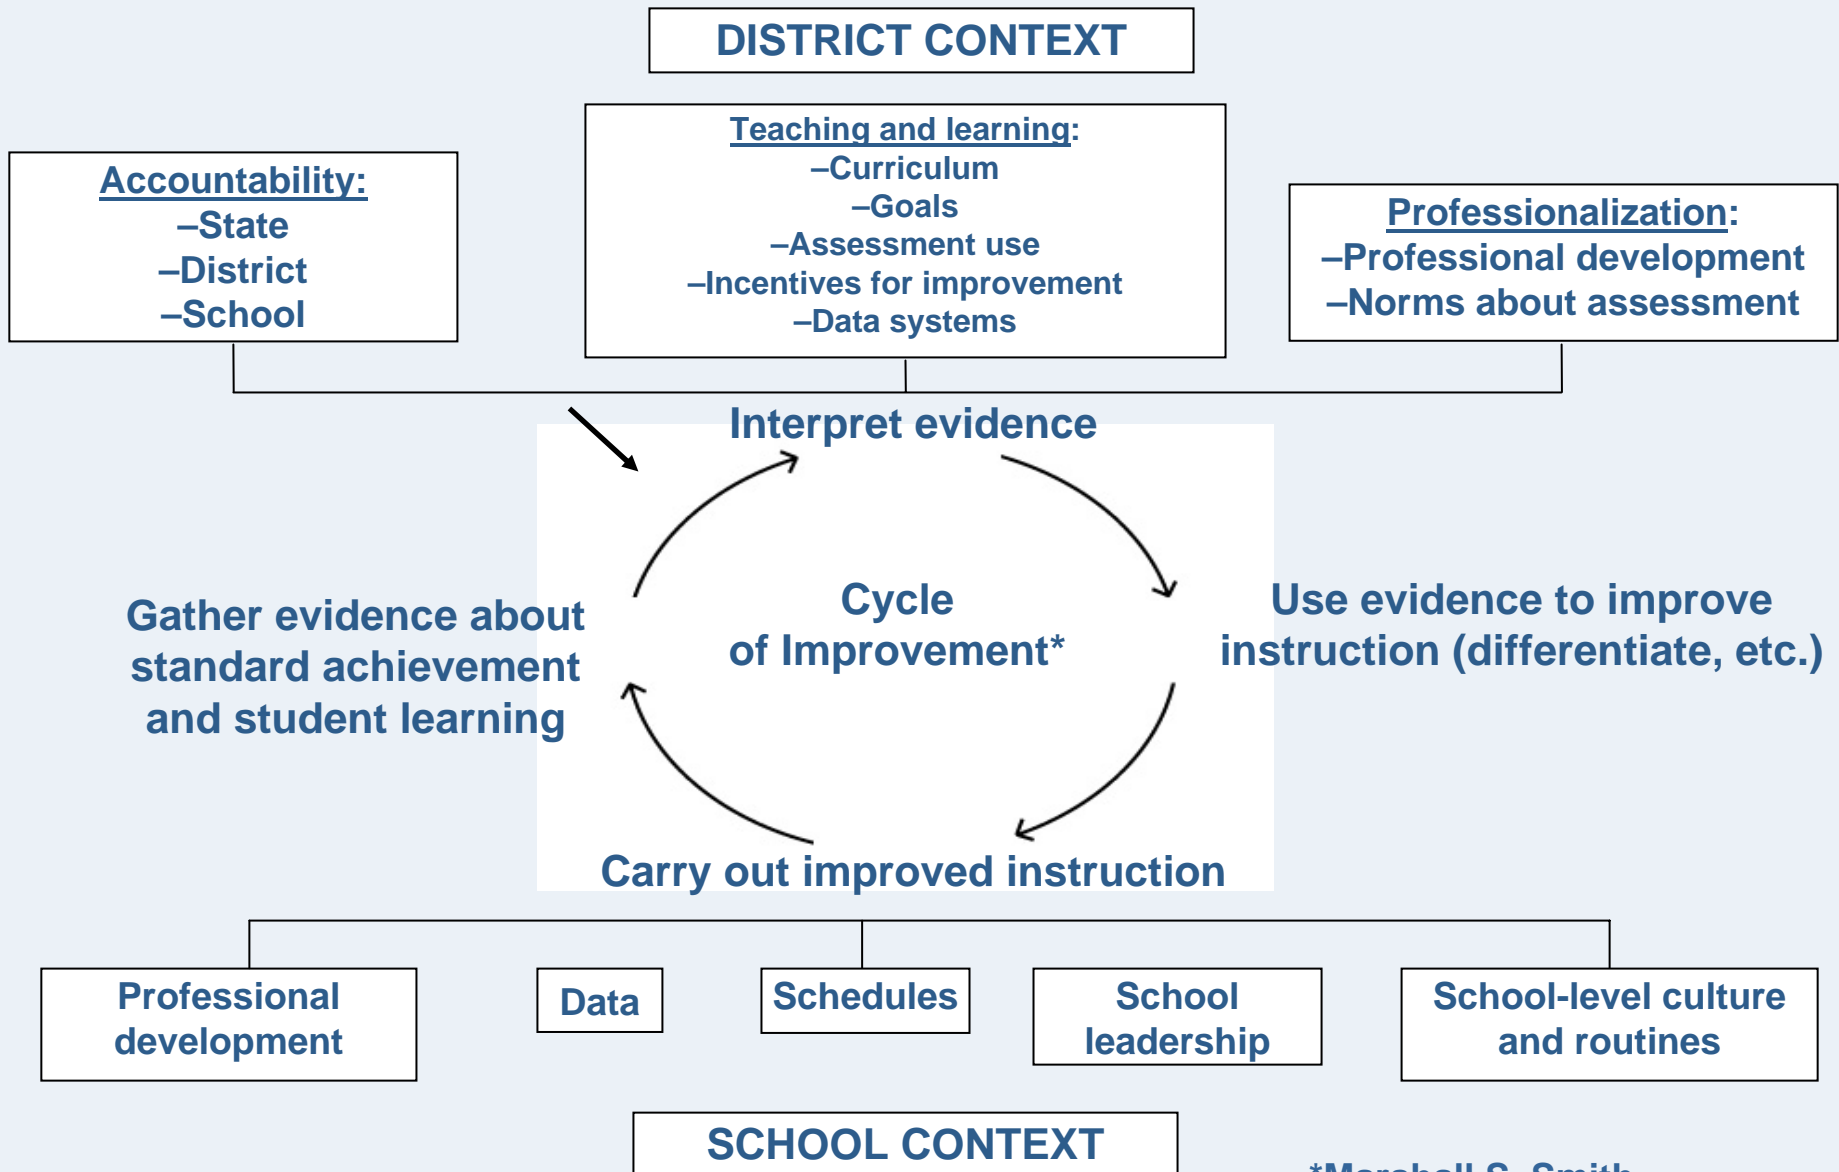 DISTRICT CONTEXT
Accountability:
–State
–District
–School
Teaching and learning:
–Curriculum
–Goals
–Assessment use
–Incentives for improvement
–Data systems
Professionalization:
–Professional development
–Norms about assessment
Interpret evidence
Gather evidence about
standard achievement
and student learning
Cycle
of Improvement*
Use evidence to improve
instruction (differentiate, etc.)
Carry out improved instruction
Professional
development
Data
Schedules
School
leadership
School-level culture
and routines
SCHOOL CONTEXT
*Marshall S. Smith